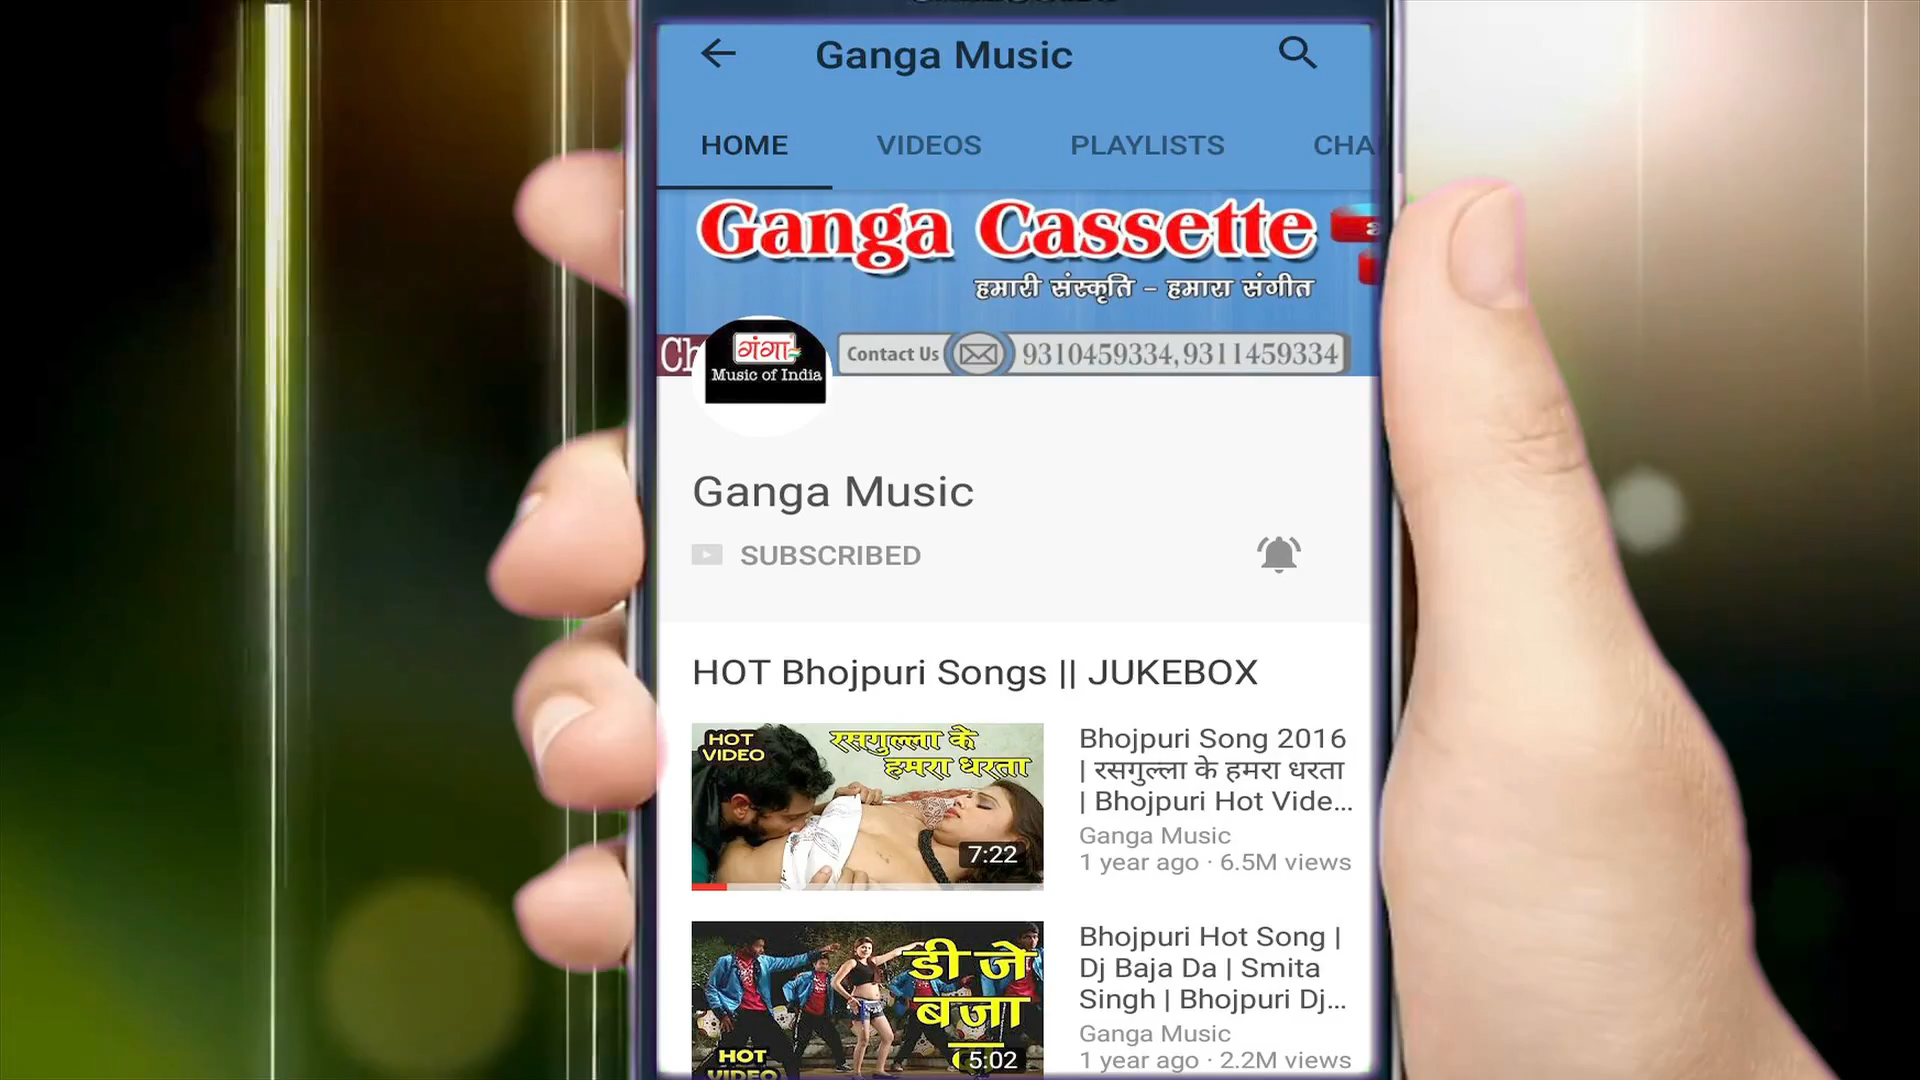 Ganga Music
HOME VIDEOS PLAYLISTS CHA
Ganga Cassette
हमारी संस्कृति - हमारा संगीत
Ch
गंगा
Music of India
Contact Us 9310459334, 9311459334
Ganga Music
SUBSCRIBED
HOT Bhojpuri Songs || JUKEBOX
HOT
VIDEO
रसगुल्ला के
हमरा धरता
7:22
Bhojpuri Song 2016
| रसगुल्ला के हमरा धरता
| Bhojpuri Hot Vide...
Ganga Music
1 year ago · 6.5M views
डी जे
बजा
HOT
VIDEO
5:02
Bhojpuri Hot Song |
Dj Baja Da | Smita
Singh | Bhojpuri Dj...
Ganga Music
1 year ago · 2.2M views